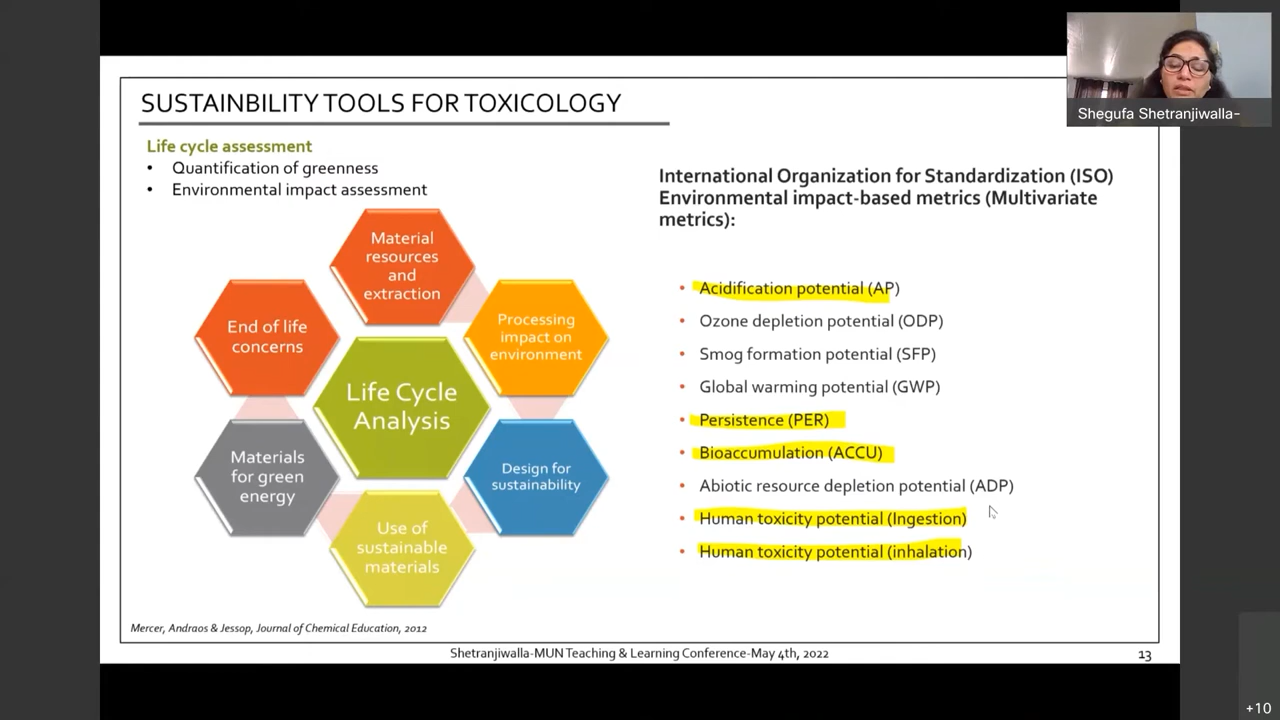 SUSTAINBILITY TOOLS FOR TOXICOLOGY
Life cycle assessment
• Quantification of greenness
• Environmental impact assessment
Material
resources
and
extraction
Processing
impact on
environment
Design for
sustainability
Use of
sustainable
materials
Materials
for green
energy
End of life
concerns
Life Cycle
Analysis
International Organization for Standardization (ISO)
Environmental impact-based metrics (Multivariate
metrics):
• Acidification potential (AP)
• Ozone depletion potential (ODP)
• Smog formation potential (SFP)
• Global warming potential (GWP)
• Persistence (PER)
• Bioaccumulation (ACCU)
• Abiotic resource depletion potential (ADP)
• Human toxicity potential (Ingestion)
• Human toxicity potential (inhalation)
Mercer, Andraos & Jessop, Journal of Chemical Education, 2012
Shetranjiwalla-MUN Teaching & Learning Conference-May 4th, 2022
13
Shegufa Shetranjiwalla-
+10